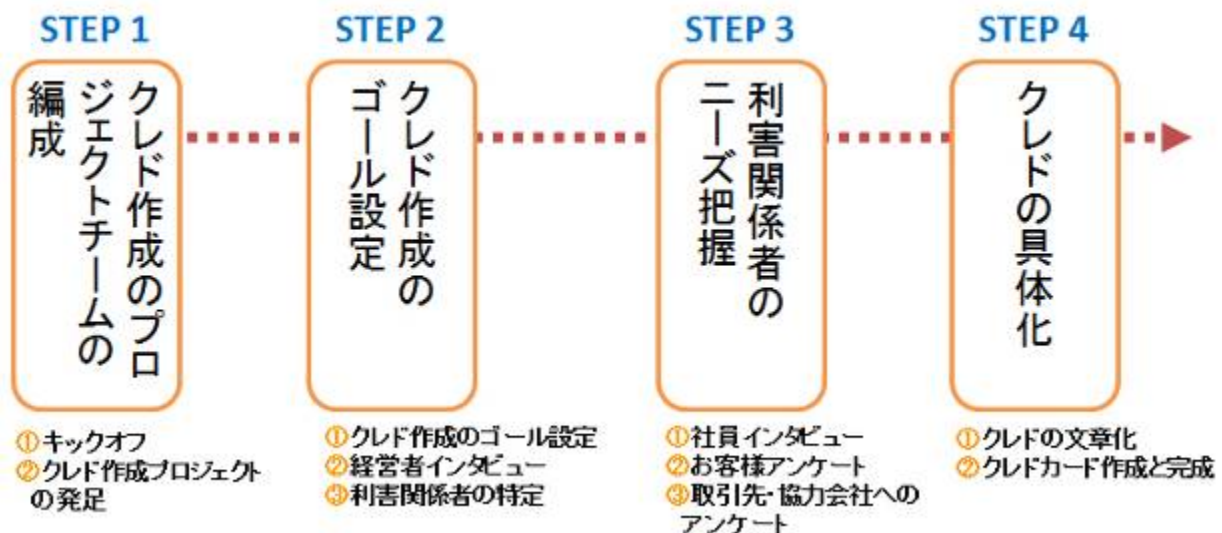 STEP 1
クレド作成のプロ
ジェクトチームの
編成
①キックオフ
②クレド作成プロジェクト
の発足
STEP 2
クレド作成の
ゴール設定
①クレド作成のゴール設定
②経営者インタビュー
③利害関係者の特定
STEP 3
利害関係者の
ニーズ把握
①社員インタビュー
②お客様アンケート
③取引先・協力会社への
アンケート
STEP 4
クレドの具体化
①クレドの文章化
②クレドカード作成と完成